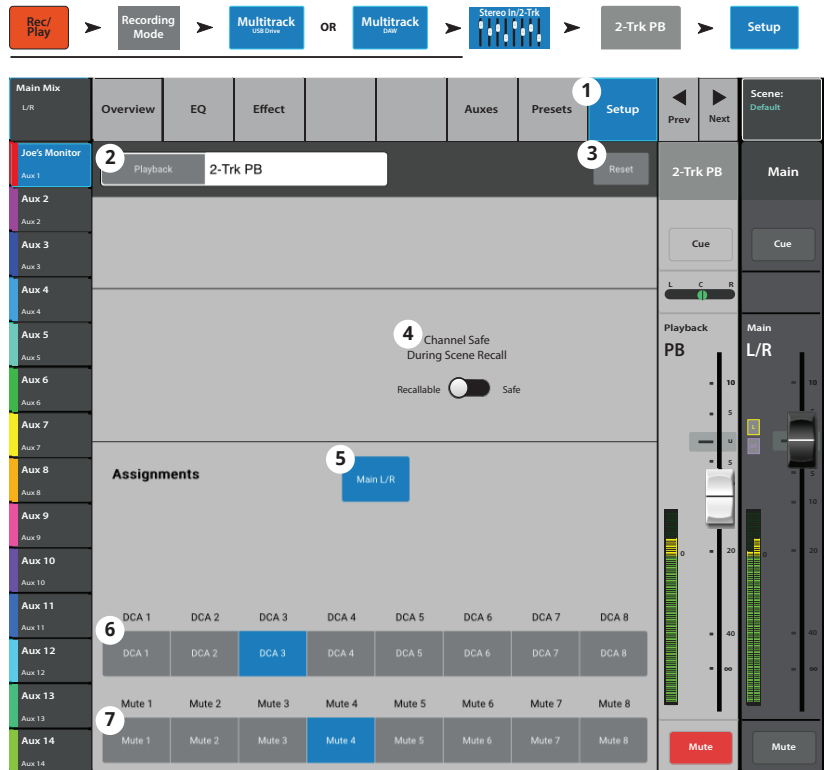 Rec/
Play
Recording
Mode
Multitrack
USB Drive
OR
Multitrack
DAW
Stereo In/2-Trk
2-Trk PB
Setup
Main Mix
L/R
Overview
EQ
Effect
Auxes
Presets
1
Setup
Prev
Next
Scene:
Default
Joe's Monitor
Aux 1
Aux 2
Aux 2
Aux 3
Aux 3
Aux 4
Aux 4
Aux 5
Aux 5
Aux 6
Aux 6
Aux 7
Aux 7
Aux 8
Aux 8
Aux 9
Aux 9
Aux 10
Aux 10
Aux 11
Aux 11
Aux 12
Aux 12
Aux 13
Aux 13
Aux 14
Aux 14
2
Playback
2-Trk PB
3
Reset
4
Channel Safe
During Scene Recall
Recallable
Safe
Assignments
5
Main L/R
DCA 1 DCA 2 DCA 3 DCA 4 DCA 5 DCA 6 DCA 7 DCA 8
6
DCA 1 DCA 2 DCA 3 DCA 4 DCA 5 DCA 6 DCA 7 DCA 8
Mute 1 Mute 2 Mute 3 Mute 4 Mute 5 Mute 6 Mute 7 Mute 8
7
Mute 1 Mute 2 Mute 3 Mute 4 Mute 5 Mute 6 Mute 7 Mute 8
2-Trk PB
Cue
L C R
Playback
PB
10
5
U
5
0
20
40
∞
Mute
Main
Cue
Main
L/R
L
10
5
10
0
20
40
∞
Mute